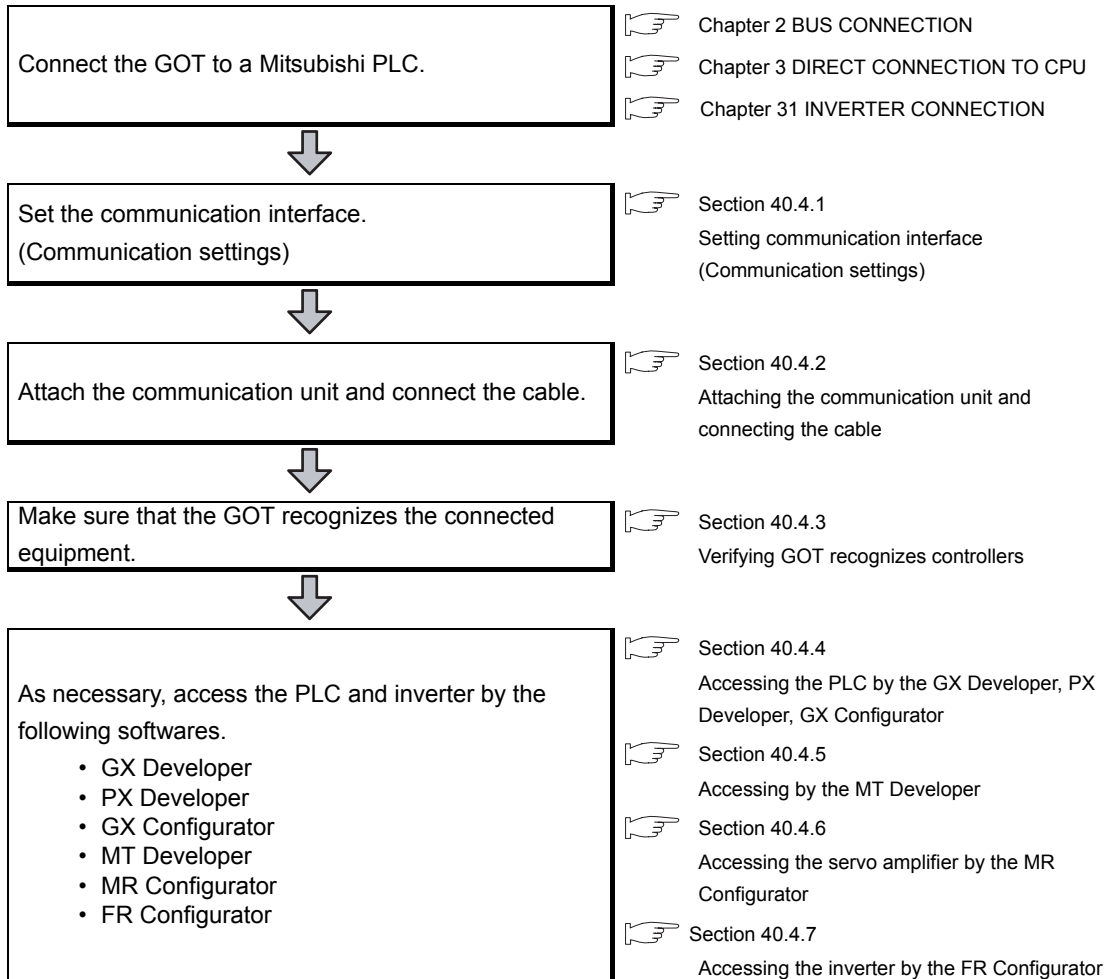 Connect the GOT to a Mitsubishi PLC.
Chapter 2 BUS CONNECTION
Chapter 3 DIRECT CONNECTION TO CPU
Chapter 31 INVERTER CONNECTION
Set the communication interface.
(Communication settings)
Section 40.4.1
Setting communication interface
(Communication settings)
Attach the communication unit and connect the cable.
Section 40.4.2
Attaching the communication unit and
connecting the cable
Make sure that the GOT recognizes the connected
equipment.
Section 40.4.3
Verifying GOT recognizes controllers
As necessary, access the PLC and inverter by the
following softwares.
• GX Developer
• PX Developer
• GX Configurator
• MT Developer
• MR Configurator
• FR Configurator
Section 40.4.4
Accessing the PLC by the GX Developer, PX
Developer, GX Configurator
Section 40.4.5
Accessing by the MT Developer
Section 40.4.6
Accessing the servo amplifier by the MR
Configurator
Section 40.4.7
Accessing the inverter by the FR Configurator